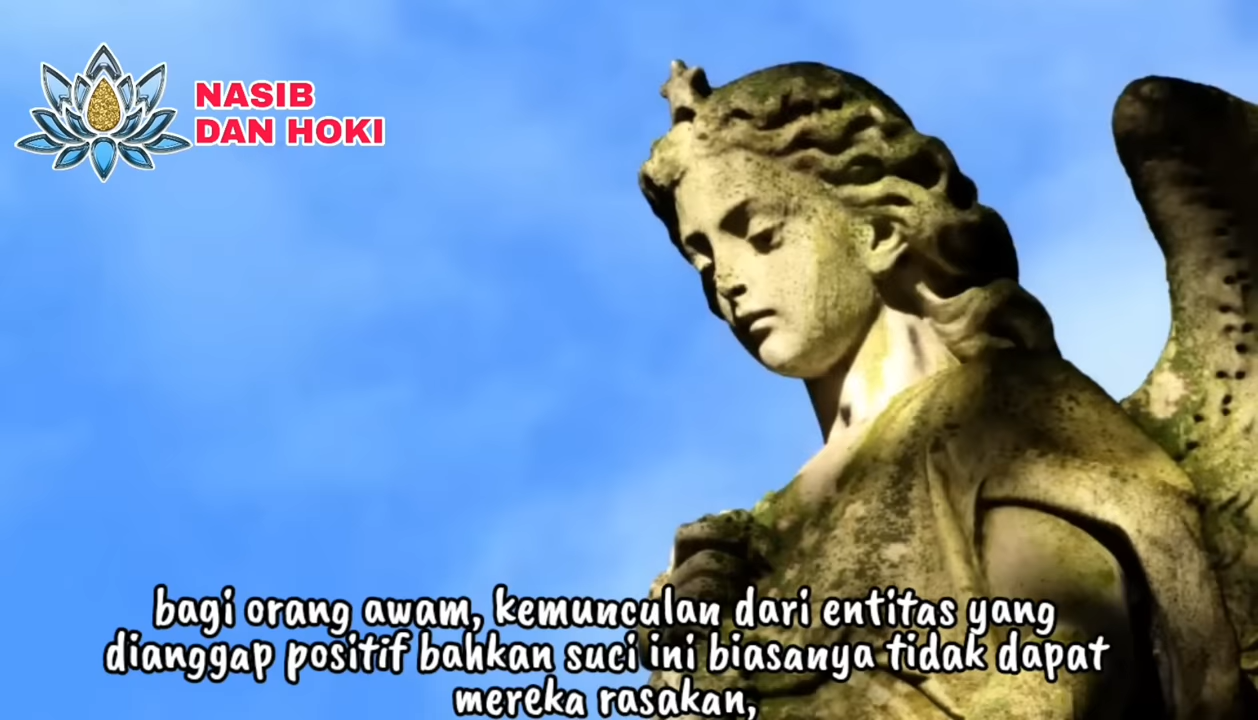 NASIB
DAN HOKI
bagi orang awam, kemunculan dari entitas yang
dianggap positif bahkan suci ini biasanya tidak dapat
mereka rasakan,